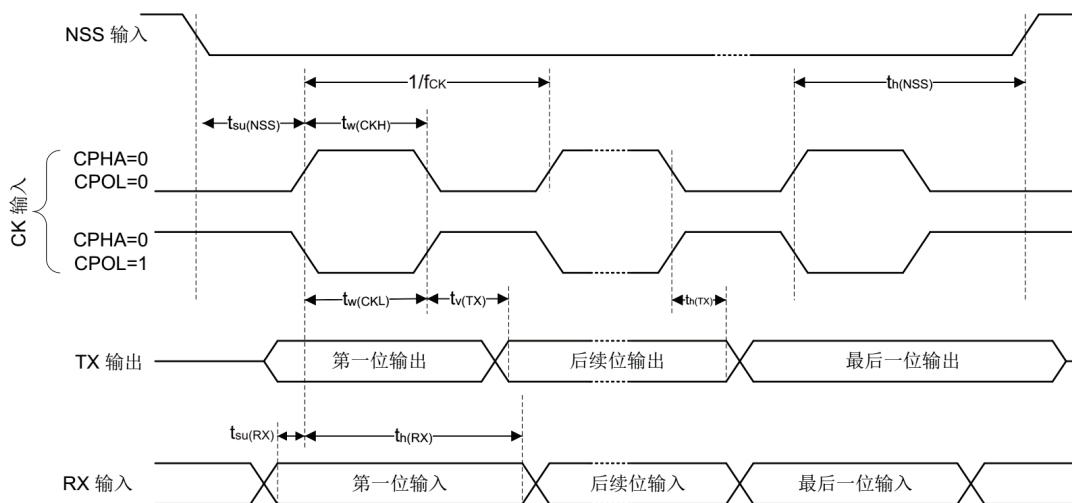 NSS 输入
1/fCK
th(NSS)
tsu(NSS)
tw(CKH)
CK 输入
CPHA=0
CPOL=0
CPHA=0
CPOL=1
tw(CKL)
tv(TX)
th(TX)
TX 输出
第一位输出
后续位输出
最后一位输出
tsu(RX)
th(RX)
RX 输入
第一位输入
后续位输入
最后一位输入